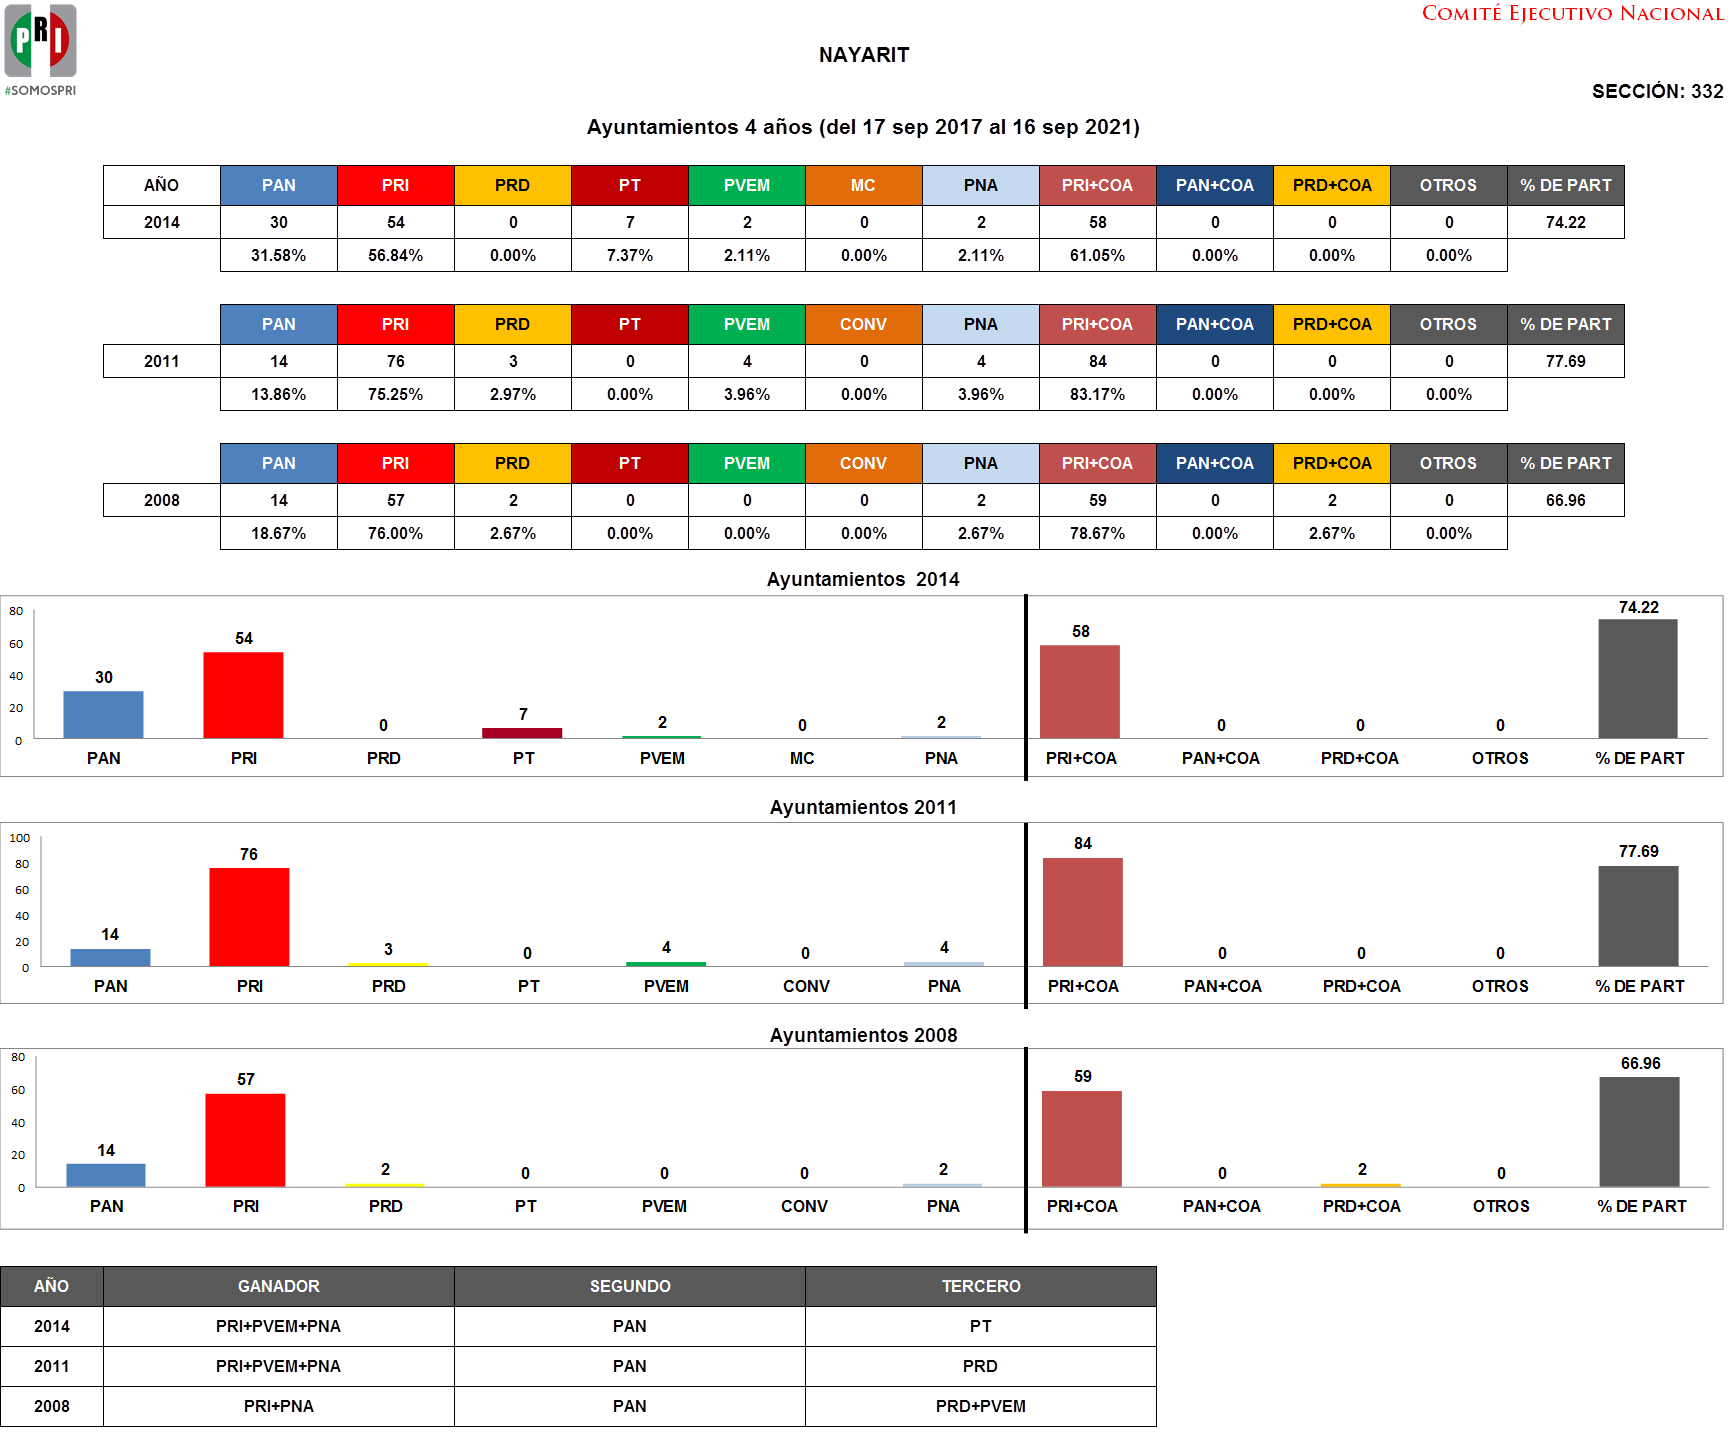 PRI
#SOMOSPRI
COMITÉ EJECUTIVO NACIONAL
NAYARIT
SECCIÓN: 332
Ayuntamientos 4 años (del 17 sep 2017 al 16 sep 2021)
AÑO PAN PRI PRD PT PVEM MC PNA PRI+COA PAN+COA PRD+COA OTROS % DE PART
2014 30 54 0 7 2 0 2 58 0 0 0 74.22
31.58% 56.84% 0.00% 7.37% 2.11% 0.00% 2.11% 61.05% 0.00% 0.00% 0.00%
PAN PRI PRD PT PVEM CONV PNA PRI+COA PAN+COA PRD+COA OTROS % DE PART
2011 14 76 3 0 4 0 4 84 0 0 0 77.69
13.86% 75.25% 2.97% 0.00% 3.96% 0.00% 3.96% 83.17% 0.00% 0.00% 0.00%
PAN PRI PRD PT PVEM CONV PNA PRI+COA PAN+COA PRD+COA OTROS % DE PART
2008 14 57 2 0 0 0 2 59 0 2 0 66.96
18.67% 76.00% 2.67% 0.00% 0.00% 0.00% 2.67% 78.67% 0.00% 2.67% 0.00%
Ayuntamientos 2014
80
60
40
20
0
30 54 0 7 2 0 2 58 0 0 0 74.22
PAN PRI PRD PT PVEM MC PNA PRI+COA PAN+COA PRD+COA OTROS % DE PART
Ayuntamientos 2011
100
80
60
40
20
0
14 76 3 0 4 0 4 84 0 0 0 77.69
PAN PRI PRD PT PVEM CONV PNA PRI+COA PAN+COA PRD+COA OTROS % DE PART
Ayuntamientos 2008
80
60
40
20
0
14 57 2 0 0 0 2 59 0 2 0 66.96
PAN PRI PRD PT PVEM CONV PNA PRI+COA PAN+COA PRD+COA OTROS % DE PART
AÑO GANADOR SEGUNDO TERCERO
2014 PRI+PVEM+PNA PAN PT
2011 PRI+PVEM+PNA PAN PRD
2008 PRI+PNA PAN PRD+PVEM